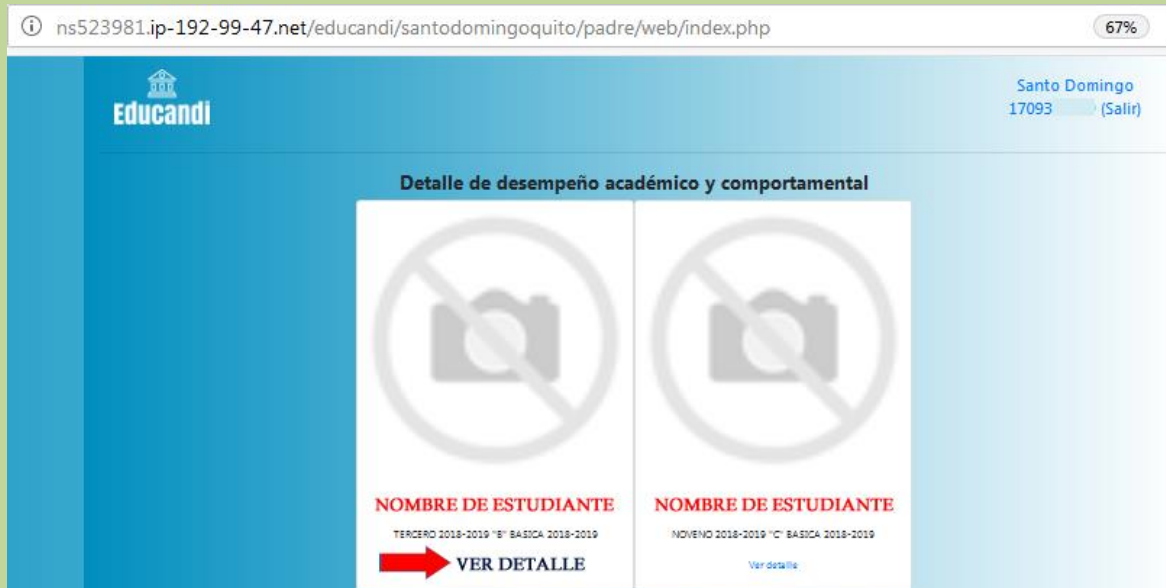 ns523981.ip-192-99-47.net/educandi/santodomingoquito/padre/web/index.php
67%
Educandi
Santo Domingo
17093 (Salir)
Detalle de desempeño académico y comportamental
NOMBRE DE ESTUDIANTE
TERCERO 2018-2019 "B" BASICA 2018-2019
VER DETALLE
NOMBRE DE ESTUDIANTE
NOVENO 2018-2019 "C" BASICA 2018-2019
Ver detalle